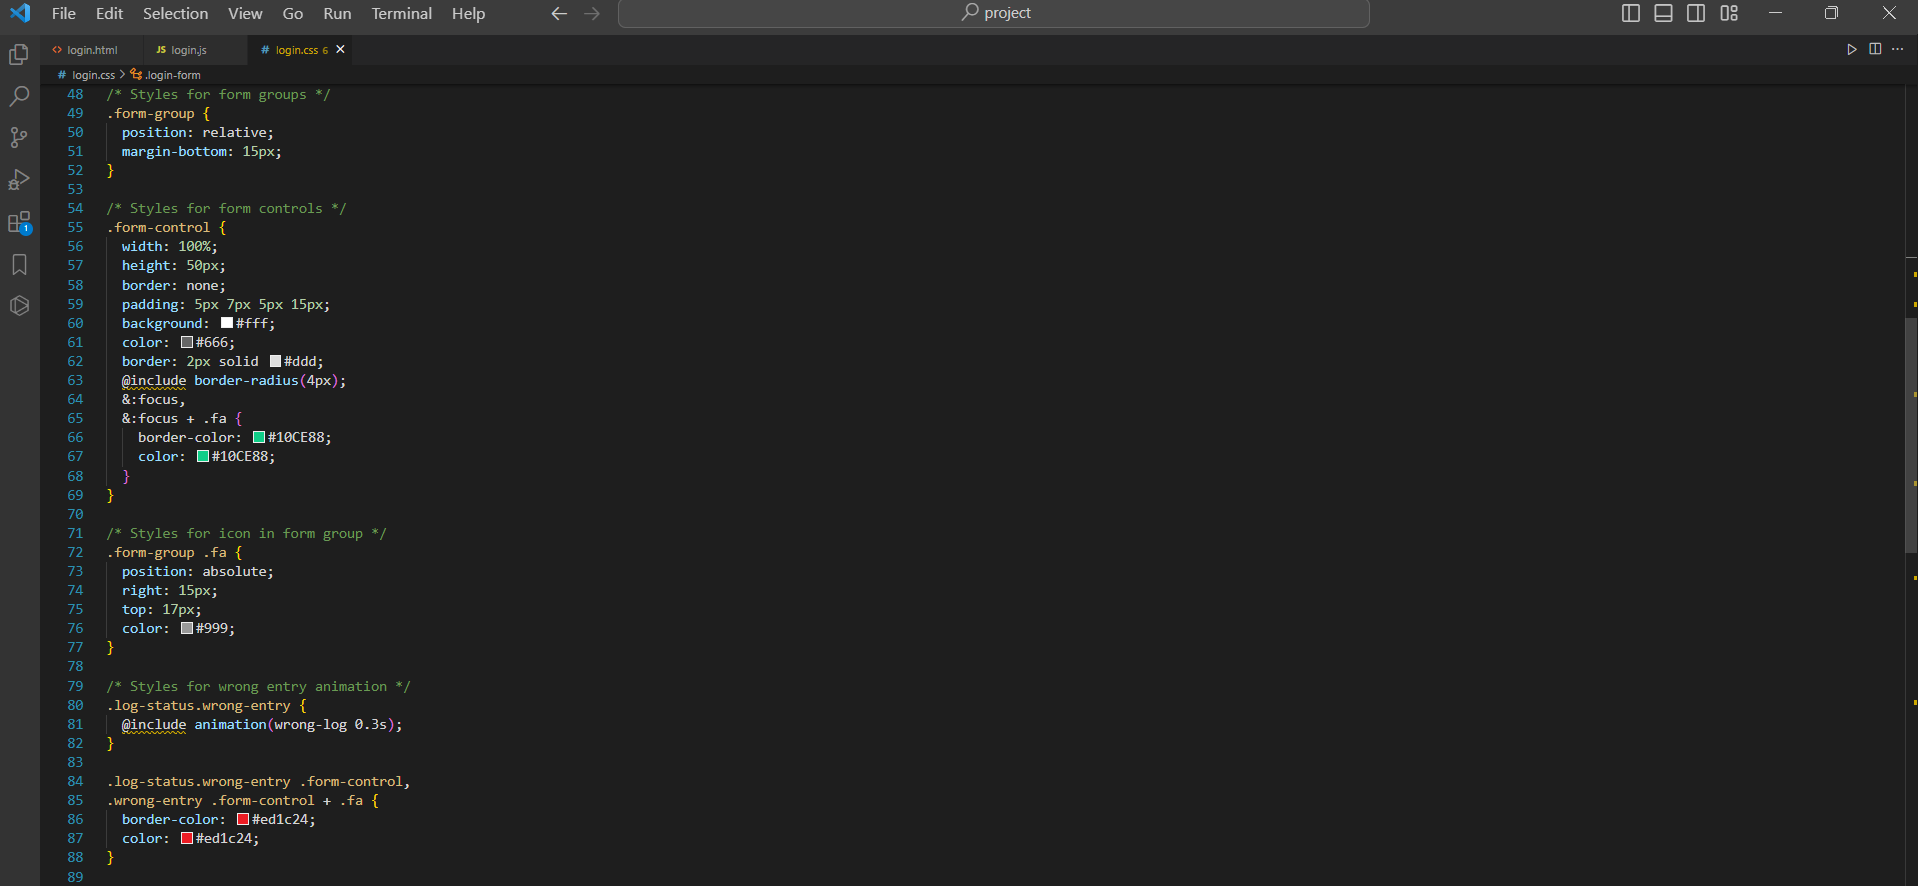 File Edit Selection View Go Run Terminal Help
project
login.html
JS login.js
# login.css 6
# login.css > .login-form
1
48 /* Styles for form groups */
49 .form-group {
50 position: relative;
51 margin-bottom: 15px;
52 }
53
54 /* Styles for form controls */
55 .form-control {
56 width: 100%;
57 height: 50px;
58 border: none;
59 padding: 5px 7px 5px 15px;
60 background: #fff;
61 color: #666;
62 border: 2px solid #ddd;
63 @include border-radius(4px);
64 &:focus,
65 &:focus + .fa {
66 border-color: #10CE88;
67 color: #10CE88;
68 }
69 }
70
71 /* Styles for icon in form group */
72 .form-group .fa {
73 position: absolute;
74 right: 15px;
75 top: 17px;
76 color: #999;
77 }
78
79 /* Styles for wrong entry animation */
80 .log-status.wrong-entry {
81 @include animation(wrong-log 0.3s);
82 }
83
84 .log-status.wrong-entry .form-control,
85 .wrong-entry .form-control + .fa {
86 border-color: #ed1c24;
87 color: #ed1c24;
88 }
89